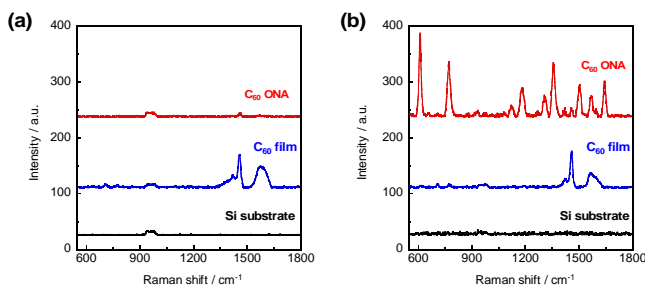 (a)
400
300
200
100
0
Intensity / a.u.
C₆₀ ONA
C₆₀ film
Si substrate
600
900
1200
1500
1800
Raman shift / cm⁻¹
(b)
400
300
200
100
0
Intensity / a.u.
C₆₀ ONA
C₆₀ film
Si substrate
600
900
1200
1500
1800
Raman shift / cm⁻¹